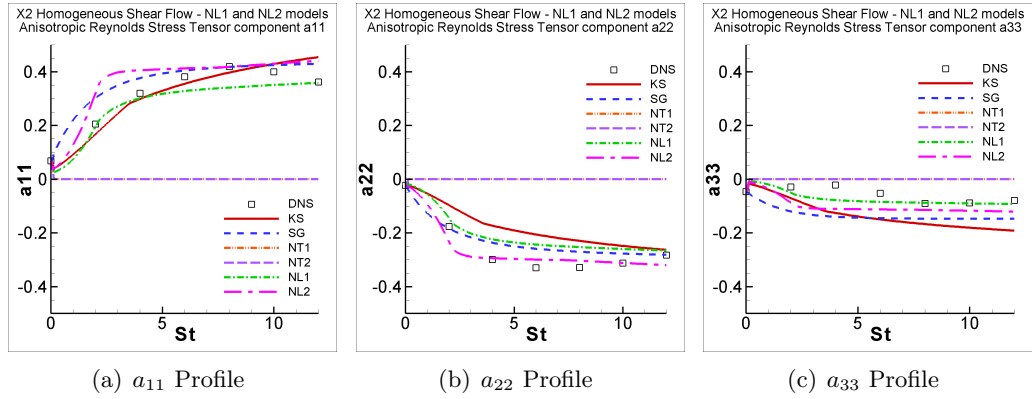 X2 Homogeneous Shear Flow - NL1 and NL2 models
Anisotropic Reynolds Stress Tensor component a11
a11
0.4
0.2
0
-0.2
-0.4
DNS
KS
SG
NT1
NT2
NL1
NL2
0
5
10
St
(a) a11 Profile
X2 Homogeneous Shear Flow - NL1 and NL2 models
Anisotropic Reynolds Stress Tensor component a22
a22
0.4
0.2
0
-0.2
-0.4
DNS
KS
SG
NT1
NT2
NL1
NL2
0
5
10
St
(b) a22 Profile
X2 Homogeneous Shear Flow - NL1 and NL2 models
Anisotropic Reynolds Stress Tensor component a33
a33
0.4
0.2
0
-0.2
-0.4
DNS
KS
SG
NT1
NT2
NL1
NL2
0
5
10
St
(c) a33 Profile